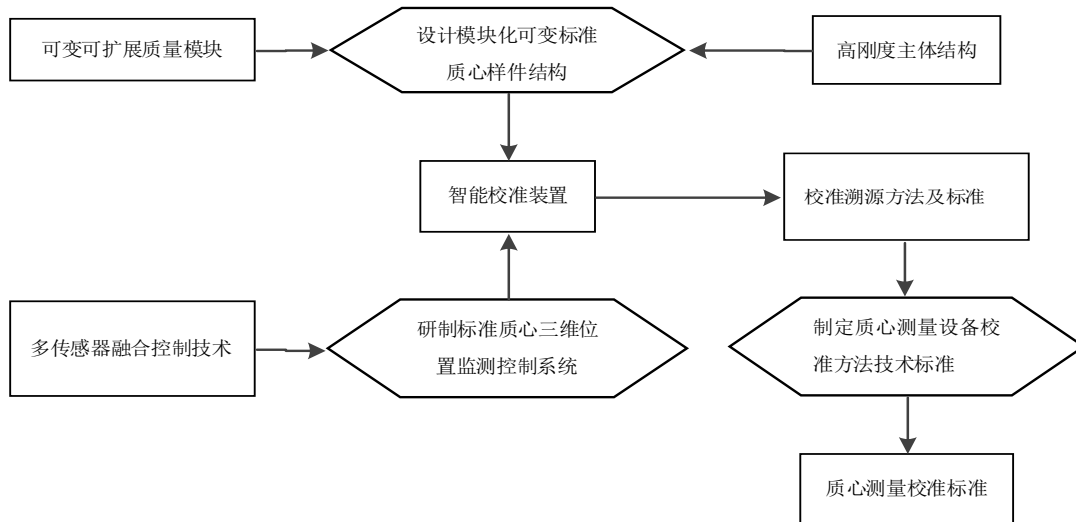 可变可扩展质量模块
设计模块化可变标准
质心样件结构
高刚度主体结构
智能校准装置
校准溯源方法及标准
多传感器融合控制技术
研制标准质心三维位
置监测控制系统
制定质心测量设备校
准方法技术标准
质心测量校准标准